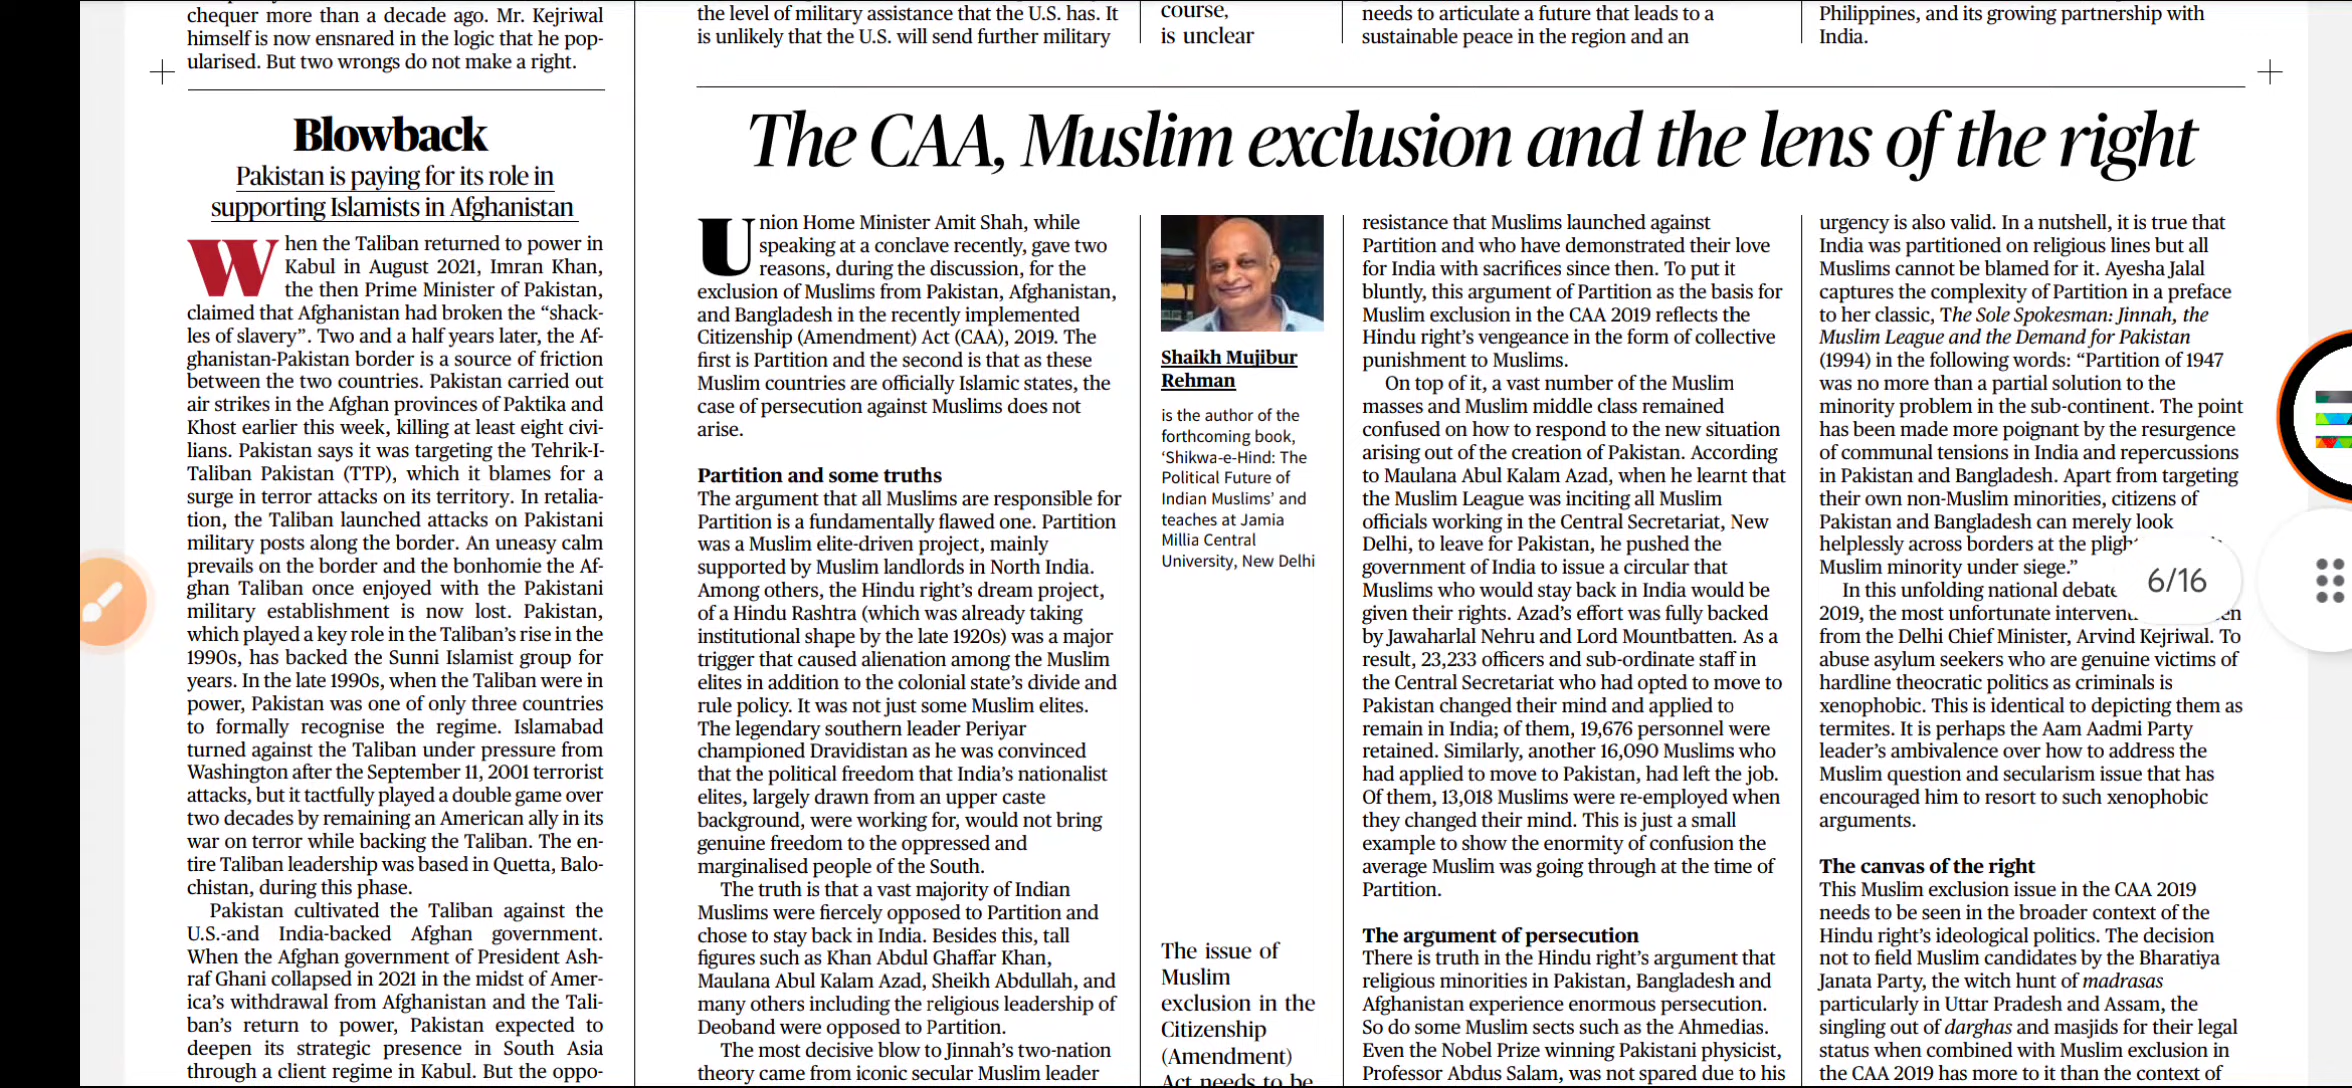 chequer more than a decade ago. Mr. Kejriwal
himself is now ensnared in the logic that he pop-
ularised. But two wrongs do not make a right.
Blowback
Pakistan is paying for its role in
supporting Islamists in Afghanistan
When the Taliban returned to power in
Kabul in August 2021, Imran Khan,
the then Prime Minister of Pakistan,
claimed that Afghanistan had broken the “shack-
les of slavery”. Two and a half years later, the Af-
ghanistan-Pakistan border is a source of friction
between the two countries. Pakistan carried out
air strikes in the Afghan provinces of Paktika and
Khost earlier this week, killing at least eight civi-
lians. Pakistan says it was targeting the Tehrik-I-
Taliban Pakistan (TTP), which it blames for a
surge in terror attacks on its territory. In retalia-
tion, the Taliban launched attacks on Pakistani
military posts along the border. An uneasy calm
prevails on the border and the bonhomie the Af-
ghan Taliban once enjoyed with the Pakistani
military establishment is now lost. Pakistan,
which played a key role in the Taliban’s rise in the
1990s, has backed the Sunni Islamist group for
years. In the late 1990s, when the Taliban were in
power, Pakistan was one of only three countries
to formally recognise the regime. Islamabad
turned against the Taliban under pressure from
Washington after the September 11, 2001 terrorist
attacks, but it tactfully played a double game over
two decades by remaining an American ally in its
war on terror while backing the Taliban. The en-
tire Taliban leadership was based in Quetta, Balo-
chistan, during this phase.
Pakistan cultivated the Taliban against the
U.S.-and India-backed Afghan government.
When the Afghan government of President Ash-
raf Ghani collapsed in 2021 in the midst of Amer-
ica’s withdrawal from Afghanistan and the Tali-
ban’s return to power, Pakistan expected to
deepen its strategic presence in South Asia
through a client regime in Kabul. But the oppo-
the level of military assistance that the U.S. has. It
is unlikely that the U.S. will send further military
course,
is unclear
needs to articulate a future that leads to a
sustainable peace in the region and an
Philippines, and its growing partnership with
India.
The CAA, Muslim exclusion and the lens of the right
Union Home Minister Amit Shah, while
speaking at a conclave recently, gave two
reasons, during the discussion, for the
exclusion of Muslims from Pakistan, Afghanistan,
and Bangladesh in the recently implemented
Citizenship (Amendment) Act (CAA), 2019. The
first is Partition and the second is that as these
Muslim countries are officially Islamic states, the
case of persecution against Muslims does not
arise.
Partition and some truths
The argument that all Muslims are responsible for
Partition is a fundamentally flawed one. Partition
was a Muslim elite-driven project, mainly
supported by Muslim landlords in North India.
Among others, the Hindu right’s dream project,
of a Hindu Rashtra (which was already taking
institutional shape by the late 1920s) was a major
trigger that caused alienation among the Muslim
elites in addition to the colonial state’s divide and
rule policy. It was not just some Muslim elites.
The legendary southern leader Periyar
championed Dravidistan as he was convinced
that the political freedom that India’s nationalist
elites, largely drawn from an upper caste
background, were working for, would not bring
genuine freedom to the oppressed and
marginalised people of the South.
The truth is that a vast majority of Indian
Muslims were fiercely opposed to Partition and
chose to stay back in India. Besides this, tall
figures such as Khan Abdul Ghaffar Khan,
Maulana Abul Kalam Azad, Sheikh Abdullah, and
many others including the religious leadership of
Deoband were opposed to Partition.
The most decisive blow to Jinnah’s two-nation
theory came from iconic secular Muslim leader
Shaikh Mujibur
Rehman
is the author of the
forthcoming book,
‘Shikwa-e-Hind: The
Political Future of
Indian Muslims’ and
teaches at Jamia
Millia Central
University, New Delhi
The issue of
Muslim
exclusion in the
Citizenship
(Amendment)
Act needs to be
resistance that Muslims launched against
Partition and who have demonstrated their love
for India with sacrifices since then. To put it
bluntly, this argument of Partition as the basis for
Muslim exclusion in the CAA 2019 reflects the
Hindu right’s vengeance in the form of collective
punishment to Muslims.
On top of it, a vast number of the Muslim
masses and Muslim middle class remained
confused on how to respond to the new situation
arising out of the creation of Pakistan. According
to Maulana Abul Kalam Azad, when he learnt that
the Muslim League was inciting all Muslim
officials working in the Central Secretariat, New
Delhi, to leave for Pakistan, he pushed the
government of India to issue a circular that
Muslims who would stay back in India would be
given their rights. Azad’s effort was fully backed
by Jawaharlal Nehru and Lord Mountbatten. As a
result, 23,233 officers and sub-ordinate staff in
the Central Secretariat who had opted to move to
Pakistan changed their mind and applied to
remain in India; of them, 19,676 personnel were
retained. Similarly, another 16,090 Muslims who
had applied to move to Pakistan, had left the job.
Of them, 13,018 Muslims were re-employed when
they changed their mind. This is just a small
example to show the enormity of confusion the
average Muslim was going through at the time of
Partition.
The argument of persecution
There is truth in the Hindu right’s argument that
religious minorities in Pakistan, Bangladesh and
Afghanistan experience enormous persecution.
So do some Muslim sects such as the Ahmedias.
Even the Nobel Prize winning Pakistani physicist,
Professor Abdus Salam, was not spared due to his
urgency is also valid. In a nutshell, it is true that
India was partitioned on religious lines but all
Muslims cannot be blamed for it. Ayesha Jalal
captures the complexity of Partition in a preface
to her classic, The Sole Spokesman: Jinnah, the
Muslim League and the Demand for Pakistan
(1994) in the following words: “Partition of 1947
was no more than a partial solution to the
minority problem in the sub-continent. The point
has been made more poignant by the resurgence
of communal tensions in India and repercussions
in Pakistan and Bangladesh. Apart from targeting
their own non-Muslim minorities, citizens of
Pakistan and Bangladesh can merely look
helplessly across borders at the
Muslim minority under siege.”
In this unfolding national debate
2019, the most unfortunate
from the Delhi Chief Minister, Arvind Kejriwal. To
abuse asylum seekers who are genuine victims of
hardline theocratic politics as criminals is
xenophobic. This is identical to depicting them as
termites. It is perhaps the Aam Aadmi Party
leader’s ambivalence over how to address the
Muslim question and secularism issue that has
encouraged him to resort to such xenophobic
arguments.
The canvas of the right
This Muslim exclusion issue in the CAA 2019
needs to be seen in the broader context of the
Hindu right’s ideological politics. The decision
not to field Muslim candidates by the Bharatiya
Janata Party, the witch hunt of madrasas
particularly in Uttar Pradesh and Assam, the
singling out of darghas and masjids for their legal
status when combined with Muslim exclusion in
the CAA 2019 has more to it than the context of
6/16